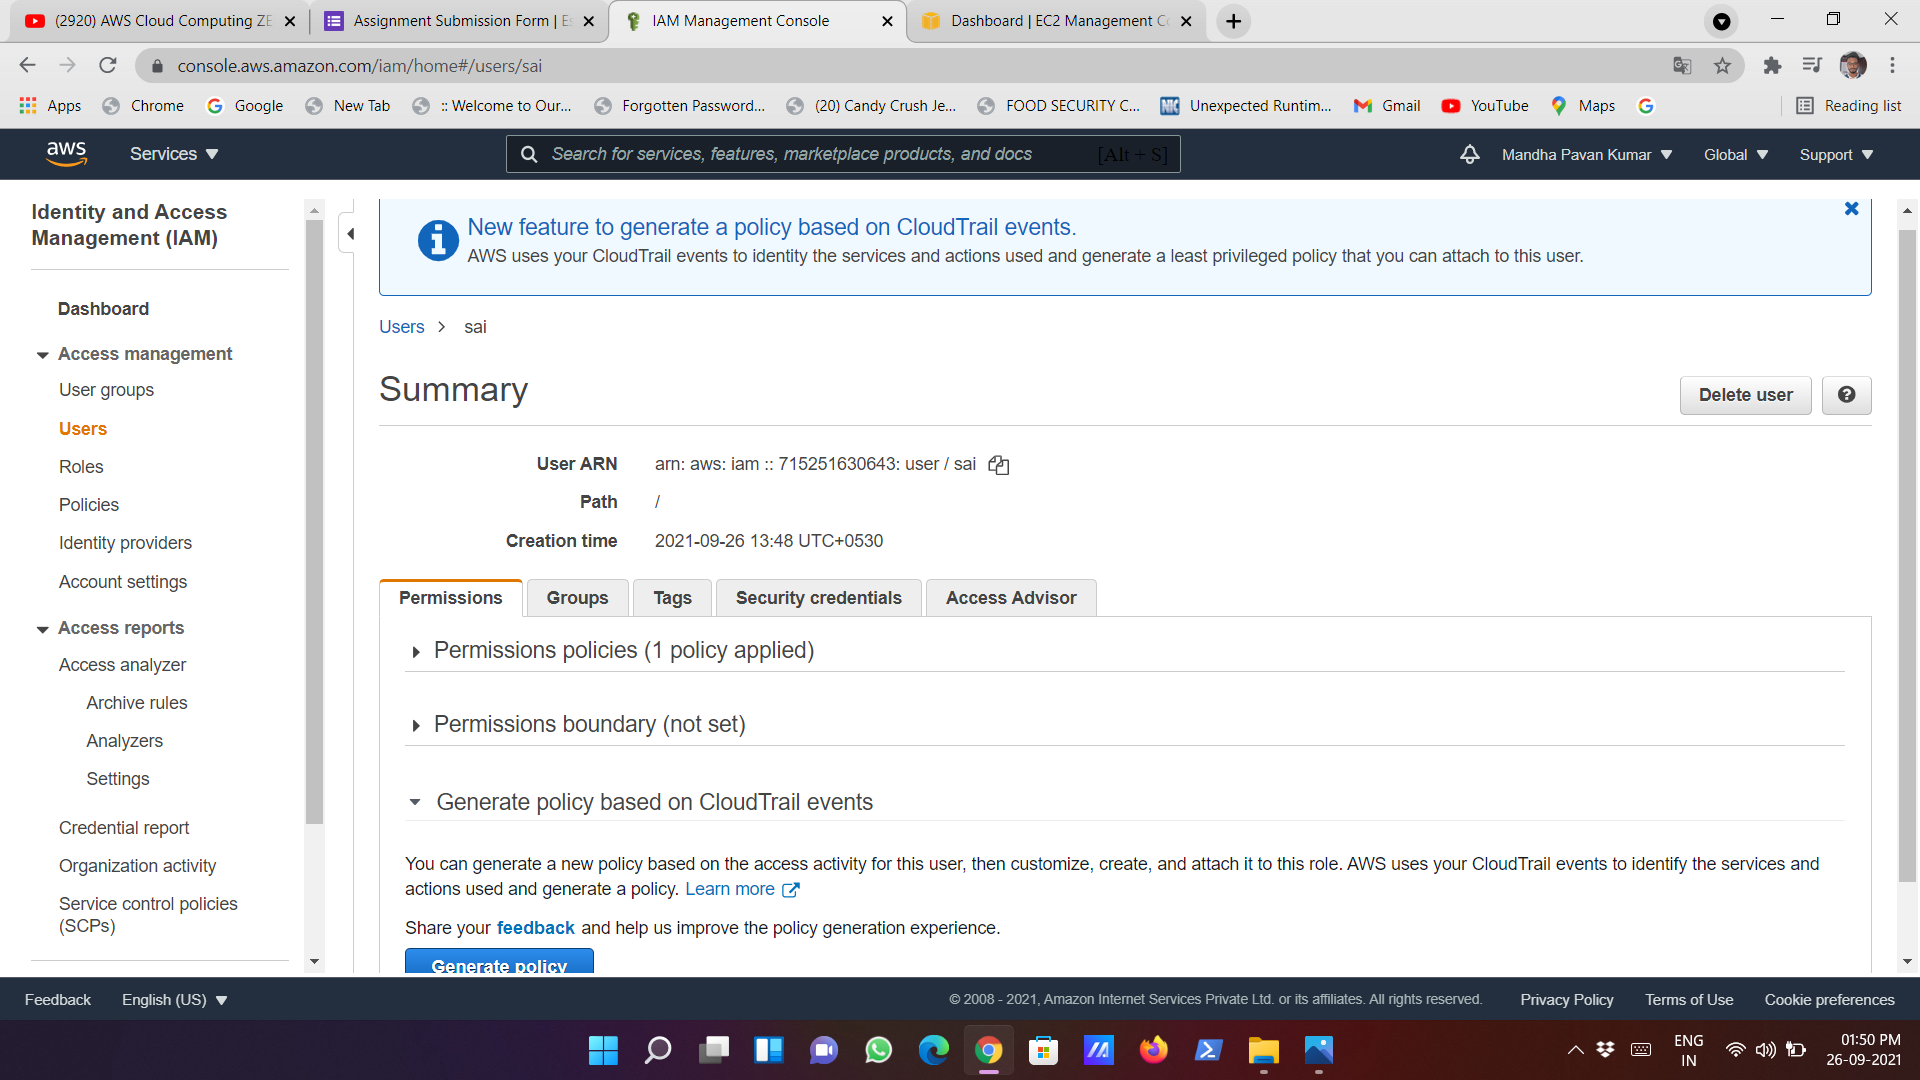 (2920) AWS Cloud Computing ZE
Assignment Submission Form | Es
IAM Management Console
Dashboard | EC2 Management Co
console.aws.amazon.com/iam/home#/users/sai
Apps
Chrome
Google
New Tab
:: Welcome to Our...
Forgotten Password...
(20) Candy Crush Je...
FOOD SECURITY C...
Unexpected Runtim...
Gmail
YouTube
Maps
Reading list
aws
Services
Search for services, features, marketplace products, and docs
[Alt + S]
Mandha Pavan Kumar
Global
Support
Identity and Access
Management (IAM)
Dashboard
Access management
User groups
Users
Roles
Policies
Identity providers
Account settings
Access reports
Access analyzer
Archive rules
Analyzers
Settings
Credential report
Organization activity
Service control policies
(SCPs)
New feature to generate a policy based on CloudTrail events.
AWS uses your CloudTrail events to identify the services and actions used and generate a least privileged policy that you can attach to this user.
Users > sai
Summary
Delete user
User ARN arn: aws: iam :: 715251630643: user / sai
Path /
Creation time 2021-09-26 13:48 UTC+0530
Permissions
Groups
Tags
Security credentials
Access Advisor
Permissions policies (1 policy applied)
Permissions boundary (not set)
Generate policy based on CloudTrail events
You can generate a new policy based on the access activity for this user, then customize, create, and attach it to this role. AWS uses your CloudTrail events to identify the services and
actions used and generate a policy. Learn more
Share your feedback and help us improve the policy generation experience.
Generate policy
Feedback
English (US)
© 2008 - 2021, Amazon Internet Services Private Ltd. or its affiliates. All rights reserved.
Privacy Policy
Terms of Use
Cookie preferences
ENG
IN
01:50 PM
26-09-2021